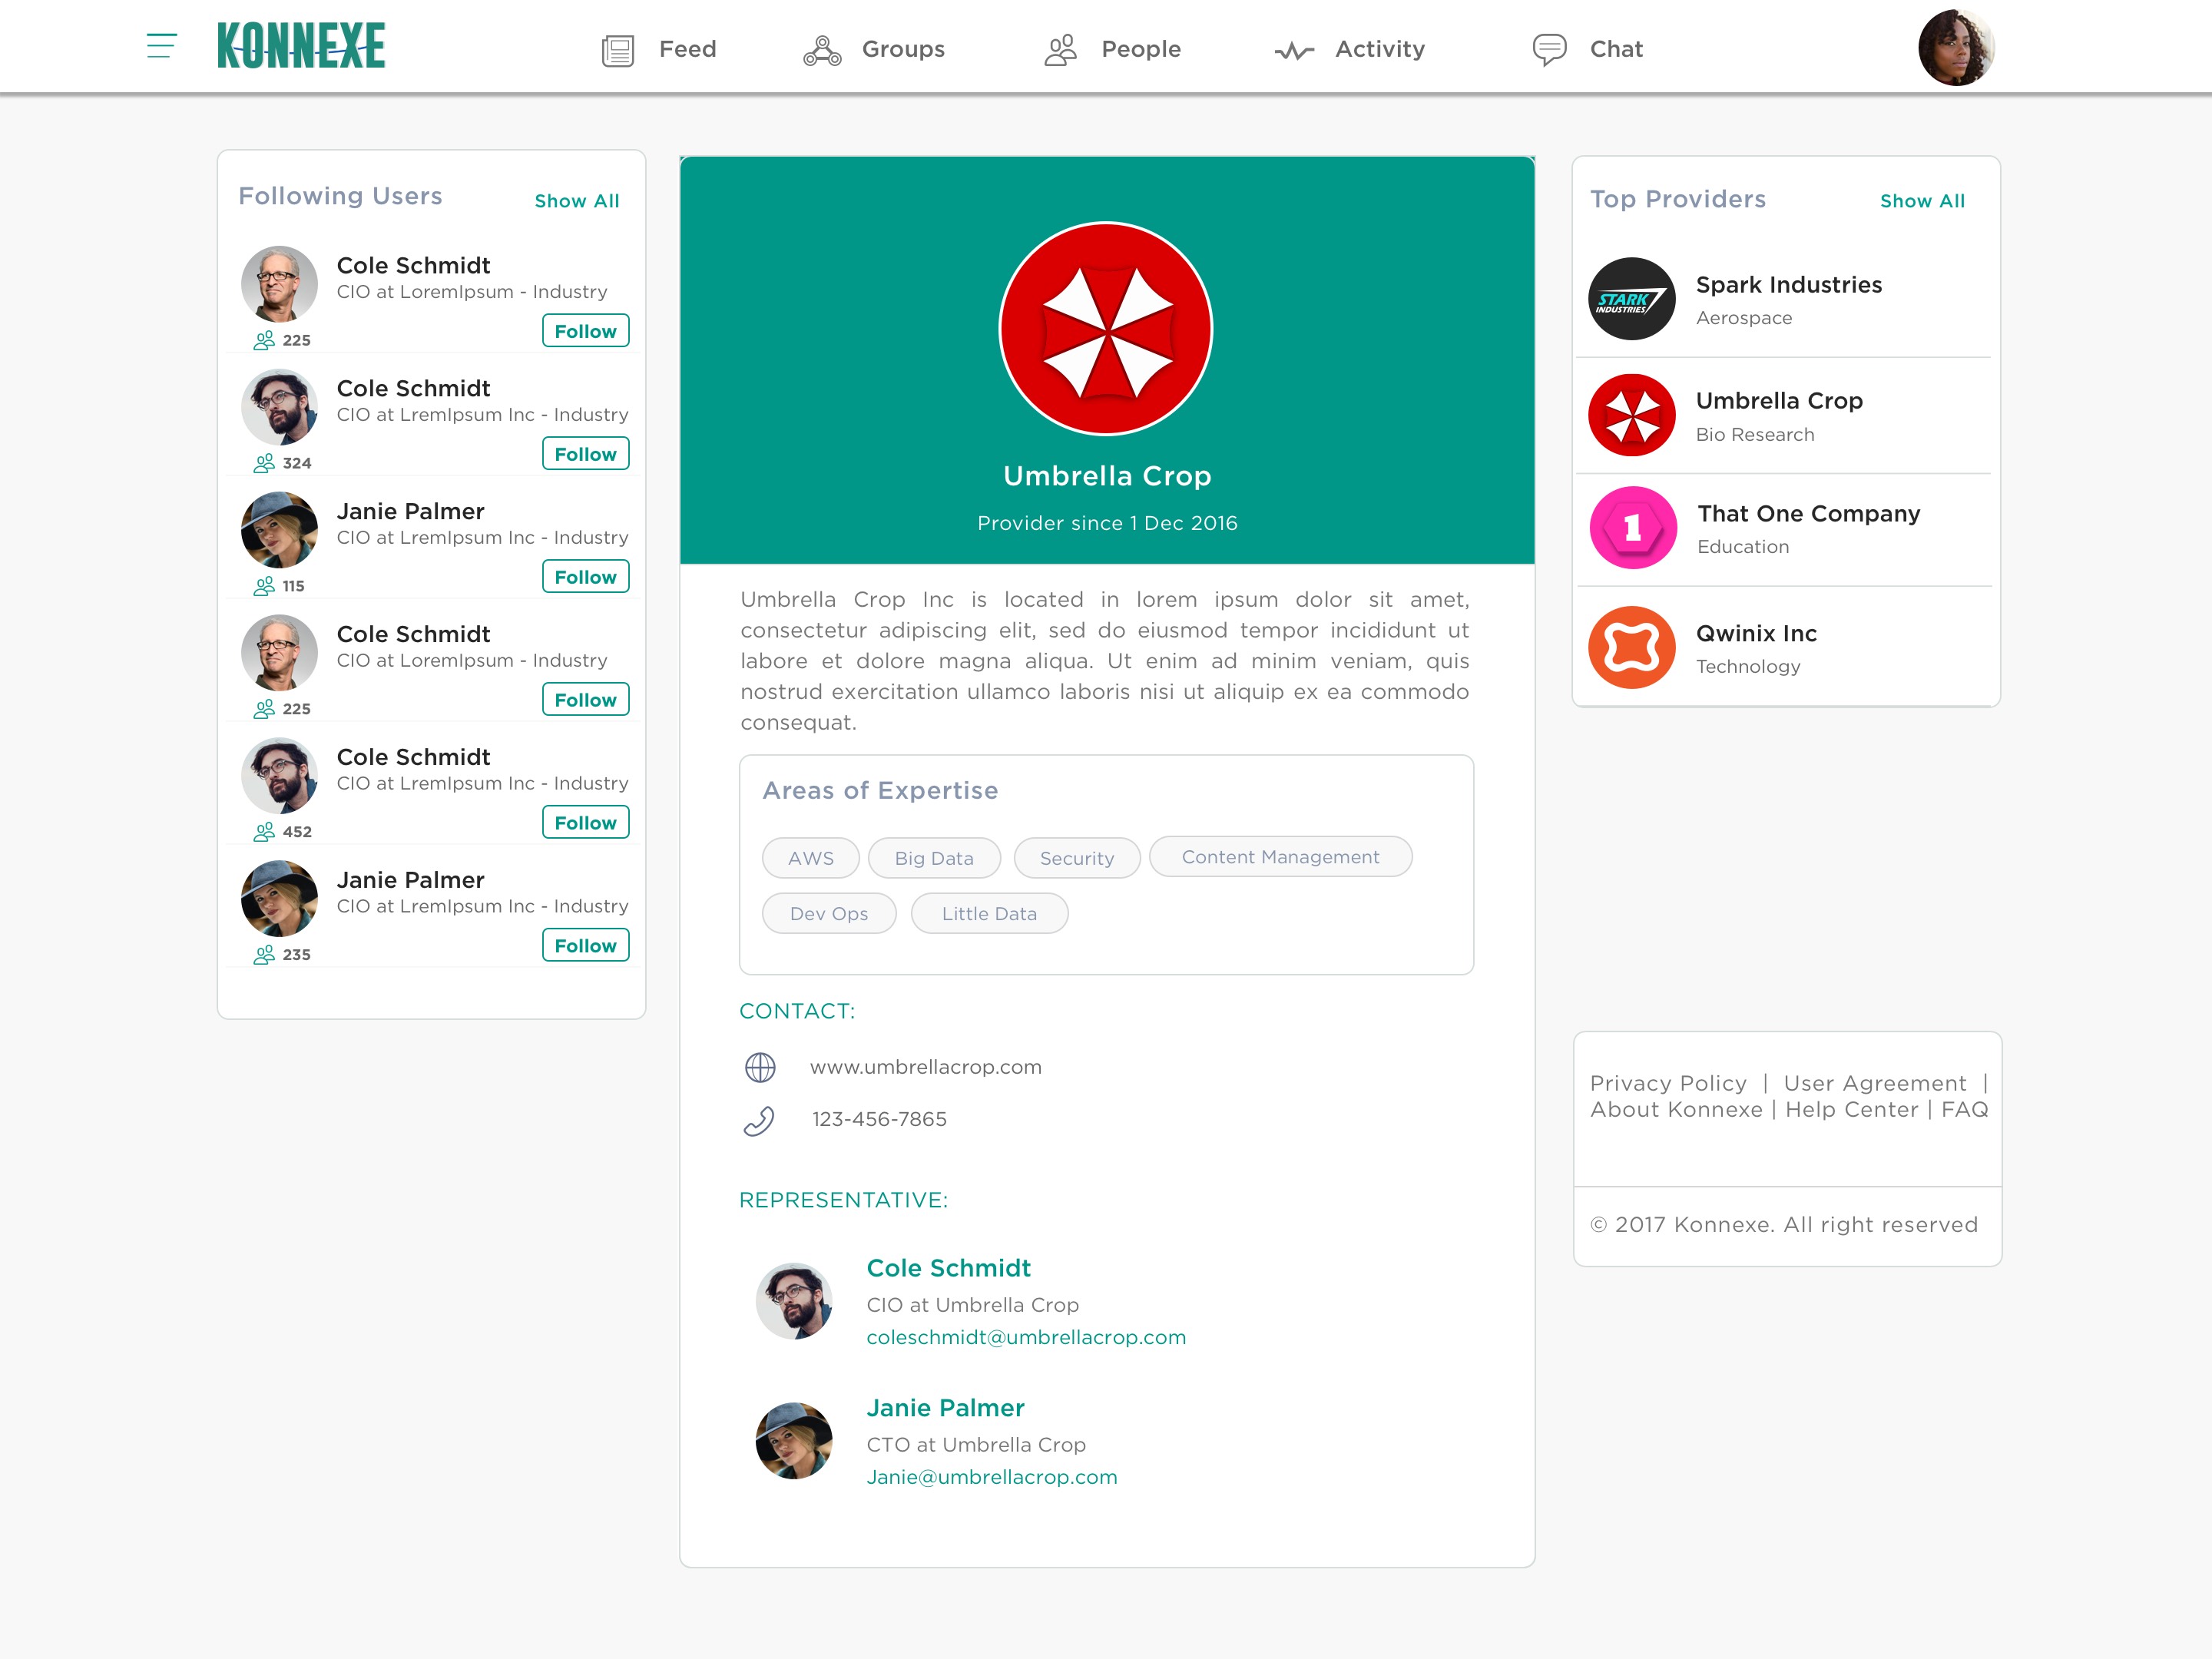 KONNEXE
Feed
Groups
People
Activity
Chat
Following Users
Show All
Cole Schmidt
CIO at LoremIpsum - Industry
225
Follow
Cole Schmidt
CIO at LremIpsum Inc - Industry
324
Follow
Janie Palmer
CIO at LremIpsum Inc - Industry
115
Follow
Cole Schmidt
CIO at LoremIpsum - Industry
225
Follow
Cole Schmidt
CIO at LremIpsum Inc - Industry
452
Follow
Janie Palmer
CIO at LremIpsum Inc - Industry
235
Follow
Umbrella Crop
Provider since 1 Dec 2016
Umbrella Crop Inc is located in lorem ipsum dolor sit amet,
consectetur adipiscing elit, sed do eiusmod tempor incididunt ut
labore et dolore magna aliqua. Ut enim ad minim veniam, quis
nostrud exercitation ullamco laboris nisi ut aliquip ex ea commodo
consequat.
Areas of Expertise
AWS
Big Data
Security
Content Management
Dev Ops
Little Data
CONTACT:
www.umbrellacrop.com
123-456-7865
REPRESENTATIVE:
Cole Schmidt
CIO at Umbrella Crop
coleschmidt@umbrellacrop.com
Janie Palmer
CTO at Umbrella Crop
Janie@umbrellacrop.com
Top Providers
Show All
STARK
INDUSTRIES
Spark Industries
Aerospace
Umbrella Crop
Bio Research
1
That One Company
Education
Qwinix Inc
Technology
Privacy Policy | User Agreement |
About Konnexe | Help Center | FAQ
© 2017 Konnexe. All right reserved